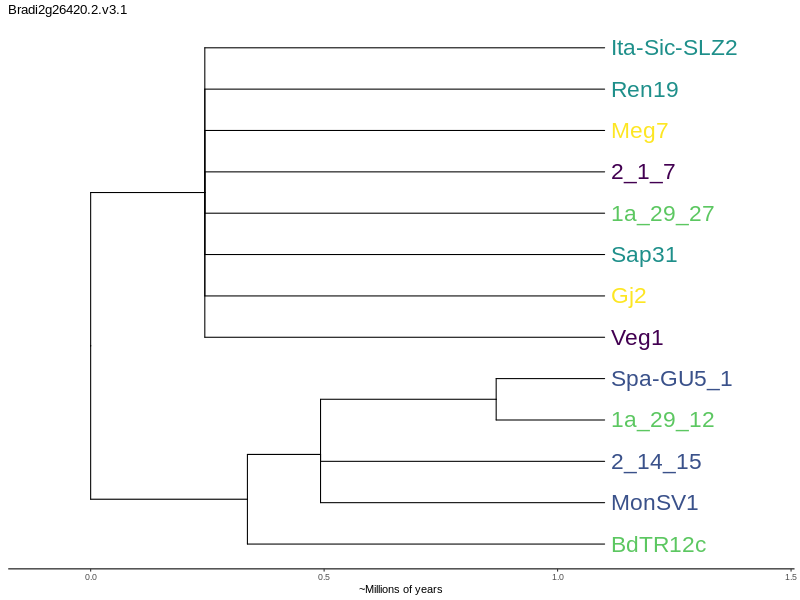 Bradi2g26420.2.v3.1
Ita-Sic-SLZ2
Ren19
Meg7
2_1_7
1a_29_27
Sap31
Gj2
Veg1
Spa-GU5_1
1a_29_12
2_14_15
MonSV1
BdTR12c
0.0 0.5 1.0 1.5
~Millions of years